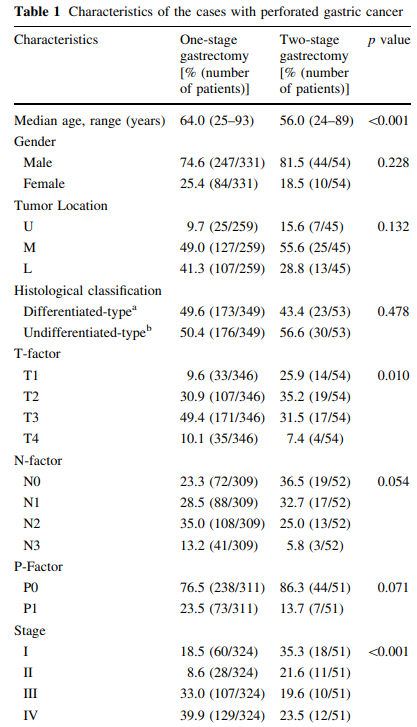 Table 1 Characteristics of the cases with perforated gastric cancer
Characteristics One-stage gastrectomy [% (number of patients)] Two-stage gastrectomy [% (number of patients)] p value
Median age, range (years) 64.0 (25–93) 56.0 (24–89) <0.001
Gender
Male 74.6 (247/331) 81.5 (44/54) 0.228
Female 25.4 (84/331) 18.5 (10/54)
Tumor Location
U 9.7 (25/259) 15.6 (7/45) 0.132
M 49.0 (127/259) 55.6 (25/45)
L 41.3 (107/259) 28.8 (13/45)
Histological classification
Differentiated-typea 49.6 (173/349) 43.4 (23/53) 0.478
Undifferentiated-typeb 50.4 (176/349) 56.6 (30/53)
T-factor
T1 9.6 (33/346) 25.9 (14/54) 0.010
T2 30.9 (107/346) 35.2 (19/54)
T3 49.4 (171/346) 31.5 (17/54)
T4 10.1 (35/346) 7.4 (4/54)
N-factor
N0 23.3 (72/309) 36.5 (19/52) 0.054
N1 28.5 (88/309) 32.7 (17/52)
N2 35.0 (108/309) 25.0 (13/52)
N3 13.2 (41/309) 5.8 (3/52)
P-Factor
P0 76.5 (238/311) 86.3 (44/51) 0.071
P1 23.5 (73/311) 13.7 (7/51)
Stage
I 18.5 (60/324) 35.3 (18/51) <0.001
II 8.6 (28/324) 21.6 (11/51)
III 33.0 (107/324) 19.6 (10/51)
IV 39.9 (129/324) 23.5 (12/51)